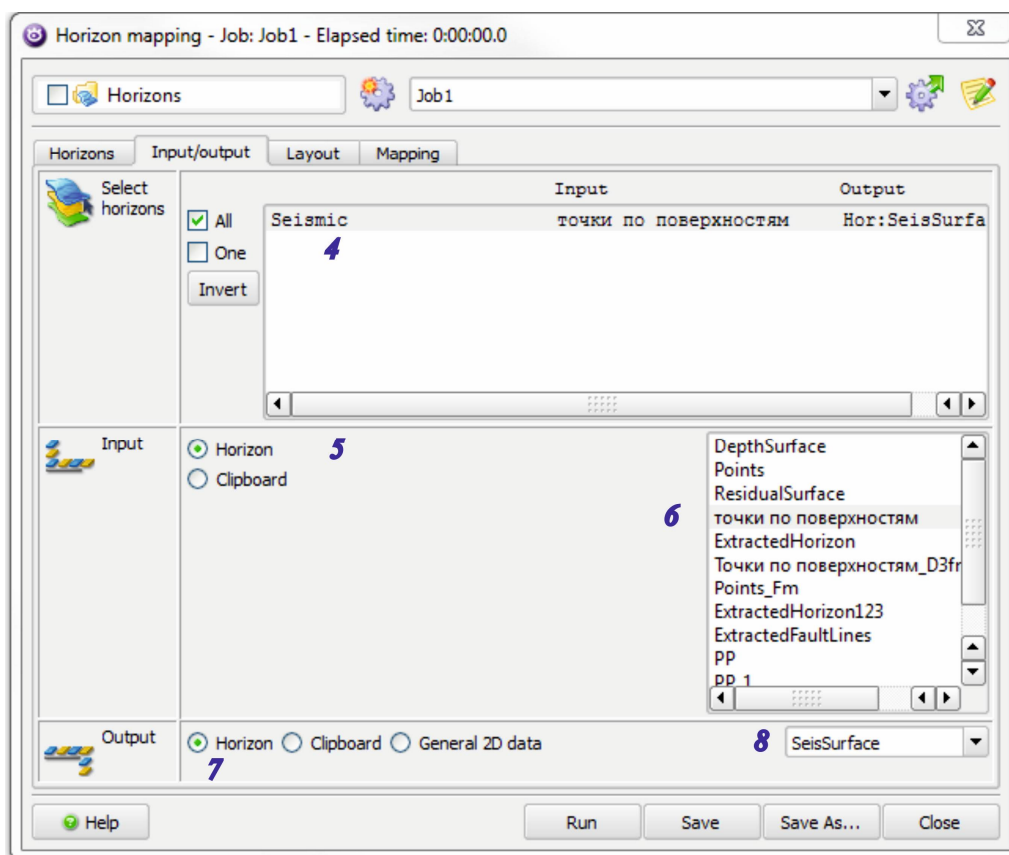 Horizon mapping - Job: Job1 - Elapsed time: 0:00:00.0
Horizons
Job1
Horizons Input/output Layout Mapping
Select horizons
Input Output
All
One
Invert
Seismic точки по поверхностям Hor:SeisSurfa
4
Input
Horizon
Clipboard
5
6
DepthSurface
Points
ResidualSurface
точки по поверхностям
ExtractedHorizon
Точки по поверхностям_D3fr
Points_Fm
ExtractedHorizon123
ExtractedFaultLines
PP
PP_1
Output
Horizon Clipboard General 2D data
7
8
SeisSurface
Help Run Save Save As... Close